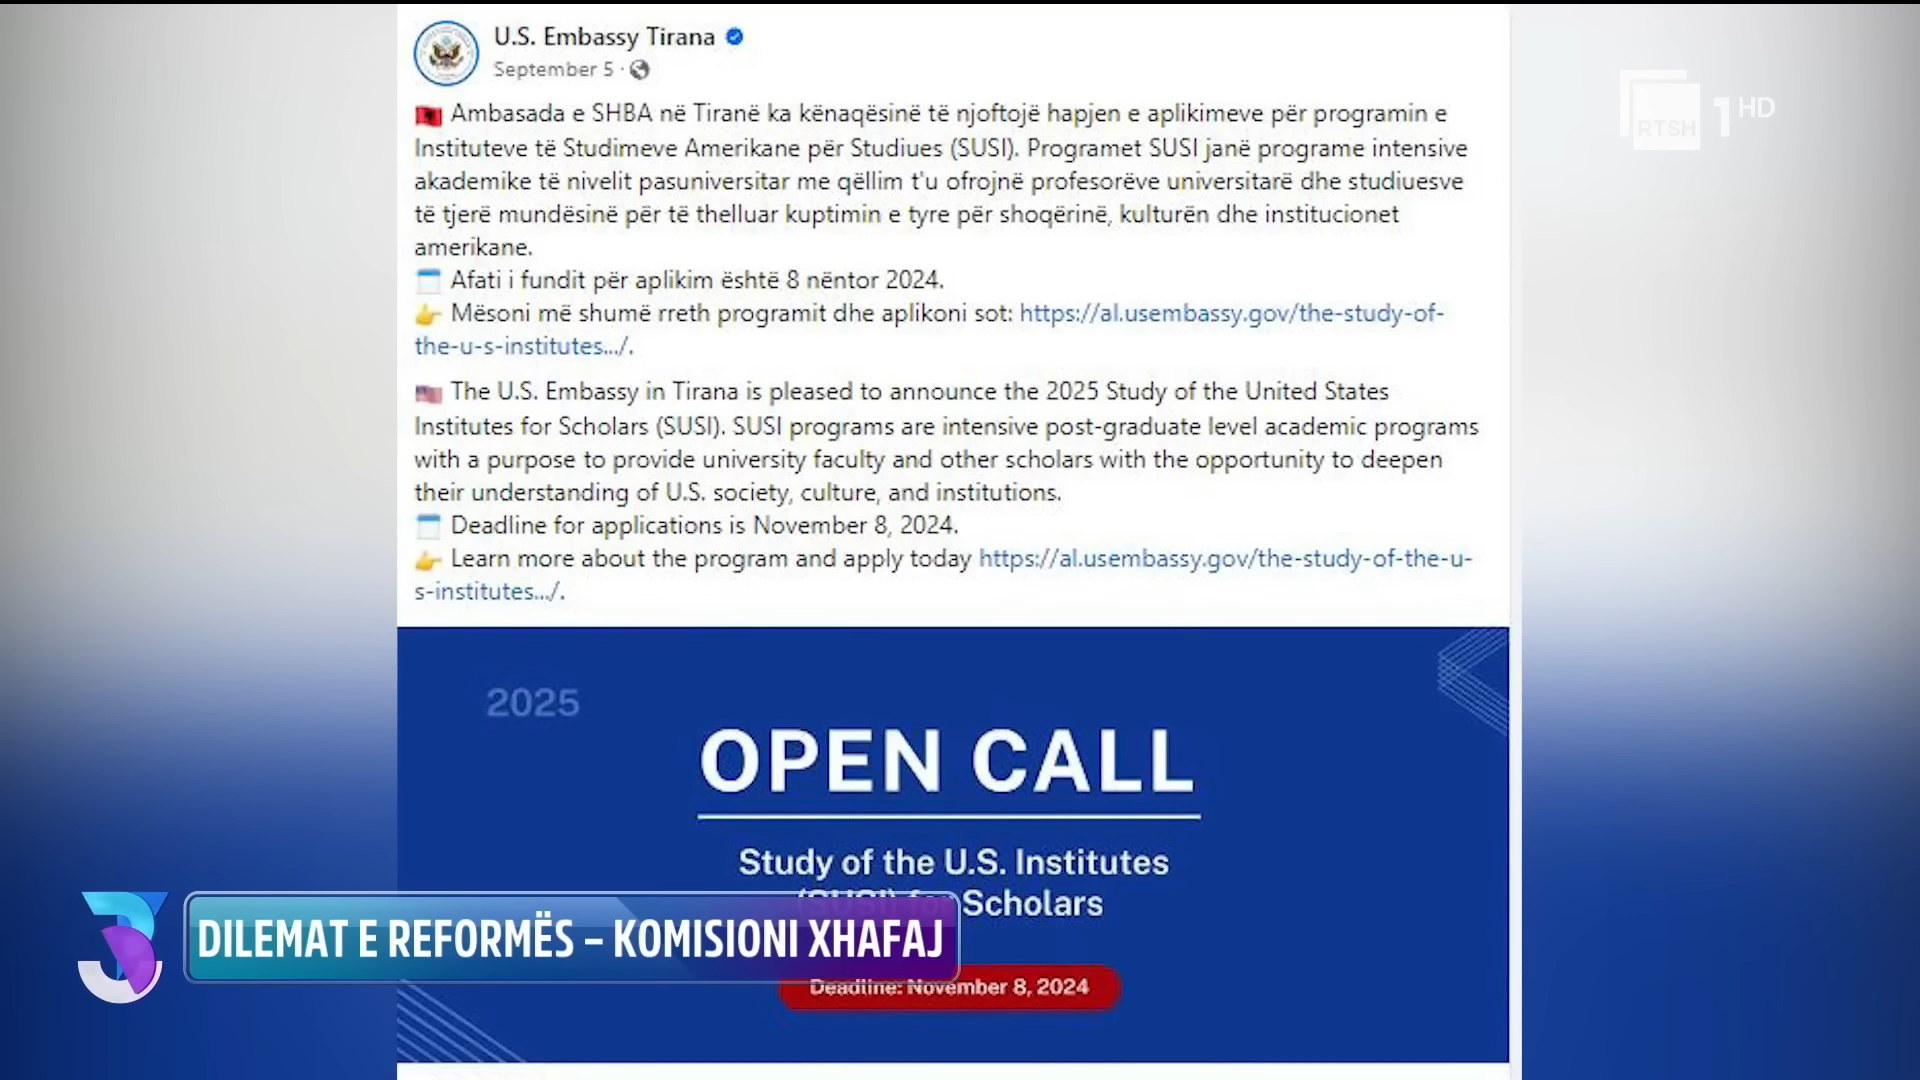 U.S. Embassy Tirana
September 5 ·
Ambasada e SHBA në Tiranë ka kënaqësinë të njoftojë hapjen e aplikimeve për programin e
Instituteve të Studimeve Amerikane për Studiues (SUSI). Programet SUSI janë programe intensive
akademike të nivelit pasuniversitar me qëllim t'u ofrojnë profesorëve universitarë dhe studiuesve
të tjerë mundësinë për të thelluar kuptimin e tyre për shoqërinë, kulturën dhe institucionet
amerikane.
Afati i fundit për aplikim është 8 nëntor 2024.
Mësoni më shumë rreth programit dhe aplikoni sot: https://al.usembassy.gov/the-study-of-
the-u-s-institutes.../.
The U.S. Embassy in Tirana is pleased to announce the 2025 Study of the United States
Institutes for Scholars (SUSI). SUSI programs are intensive post-graduate level academic programs
with a purpose to provide university faculty and other scholars with the opportunity to deepen
their understanding of U.S. society, culture, and institutions.
Deadline for applications is November 8, 2024.
Learn more about the program and apply today https://al.usembassy.gov/the-study-of-the-u-
s-institutes.../.
2025
OPEN CALL
Study of the U.S. Institutes
(SUSI) for Scholars
Deadline: November 8, 2024
DILEMAT E REFORMËS – KOMISIONI XHAFAJ
RTSH 1 HD